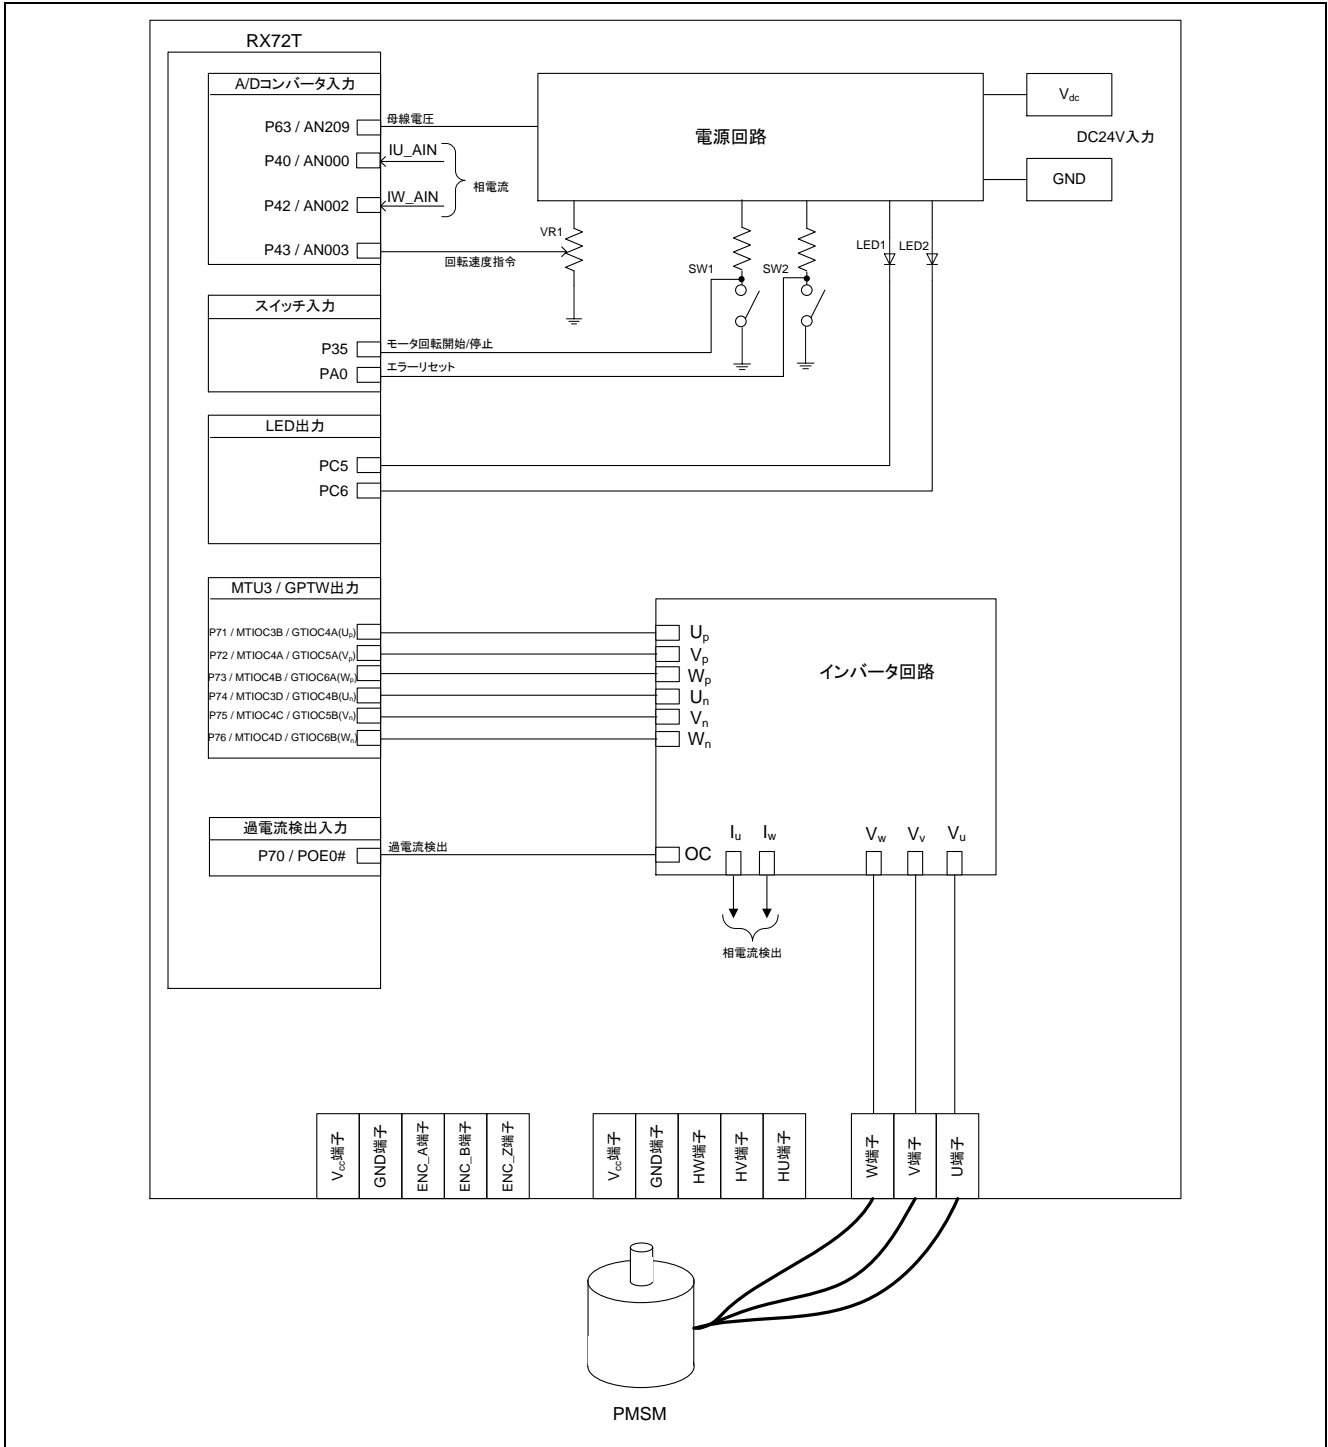 RX72T
A/Dコンバータ入力
P63 / AN209
母線電圧
P40 / AN000
IU_AIN
相電流
P42 / AN002
IW_AIN
P43 / AN003
回転速度指令
VR1
電源回路
Vdc
DC24V入力
GND
SW1
SW2
LED1
LED2
スイッチ入力
P35
モータ回転開始/停止
PA0
エラーリセット
LED出力
PC5
PC6
MTU3 / GPTW出力
P71 / MTIOC3B / GTIOC4A(Up)
P72 / MTIOC4A / GTIOC5A(Vp)
P73 / MTIOC4B / GTIOC6A(Wp)
P74 / MTIOC3D / GTIOC4B(Un)
P75 / MTIOC4C / GTIOC5B(Vn)
P76 / MTIOC4D / GTIOC6B(Wn)
Up
Vp
Wp
Un
Vn
Wn
インバータ回路
過電流検出入力
P70 / POE0#
過電流検出
OC
Iu
Iw
Vw
Vv
Vu
相電流検出
Vcc端子
GND端子
ENC_A端子
ENC_B端子
ENC_Z端子
Vcc端子
GND端子
HW端子
HV端子
HU端子
W端子
V端子
U端子
PMSM